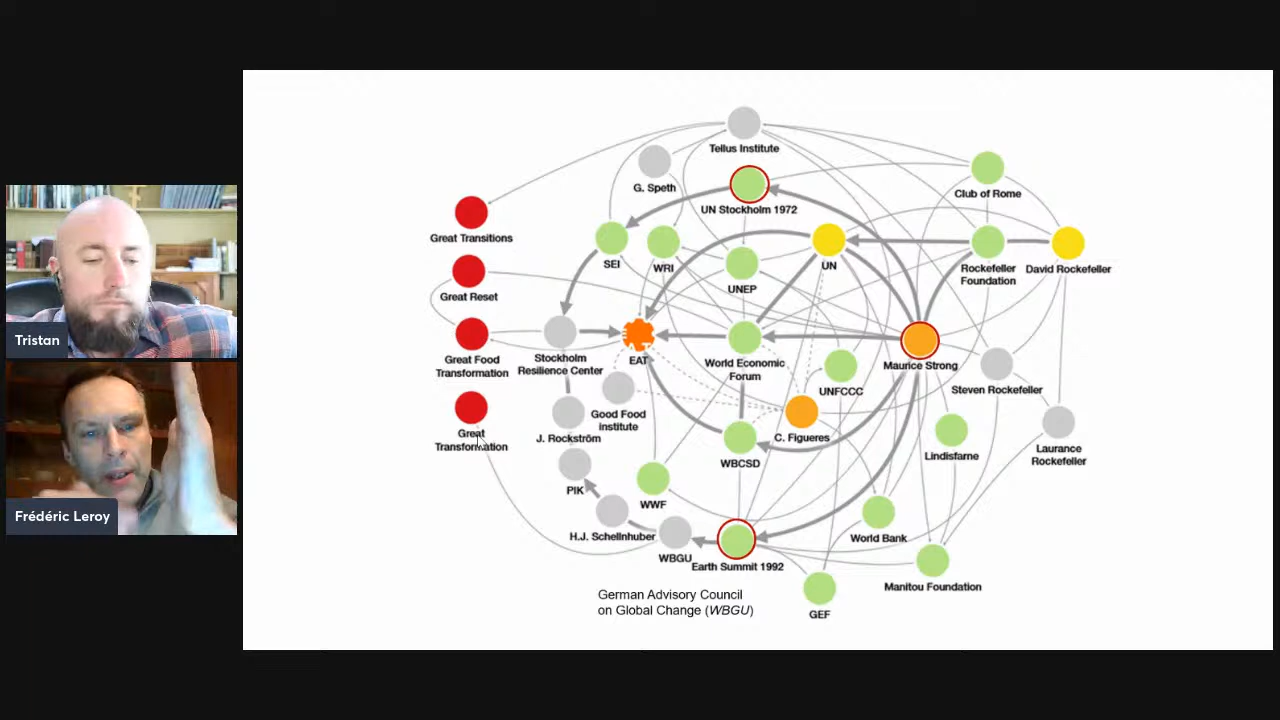 Tristan
Frédéric Leroy
Tellus Institute
G. Speth
UN Stockholm 1972
Club of Rome
Great Transitions
SEI
WRI
UNEP
UN
Rockefeller
Foundation
David Rockefeller
Great Reset
Great Food
Transformation
Stockholm
Resilience Center
EAT
World Economic
Forum
UNFCCC
Maurice Strong
Steven Rockefeller
Good Food
institute
C. Figueres
Great
Transformation
J. Rockström
WBCSD
Lindisfarne
Laurance
Rockefeller
PIK
WWF
H.J. Schellnhuber
WBGU
Earth Summit 1992
World Bank
Manitou Foundation
GEF
German Advisory Council
on Global Change (WBGU)